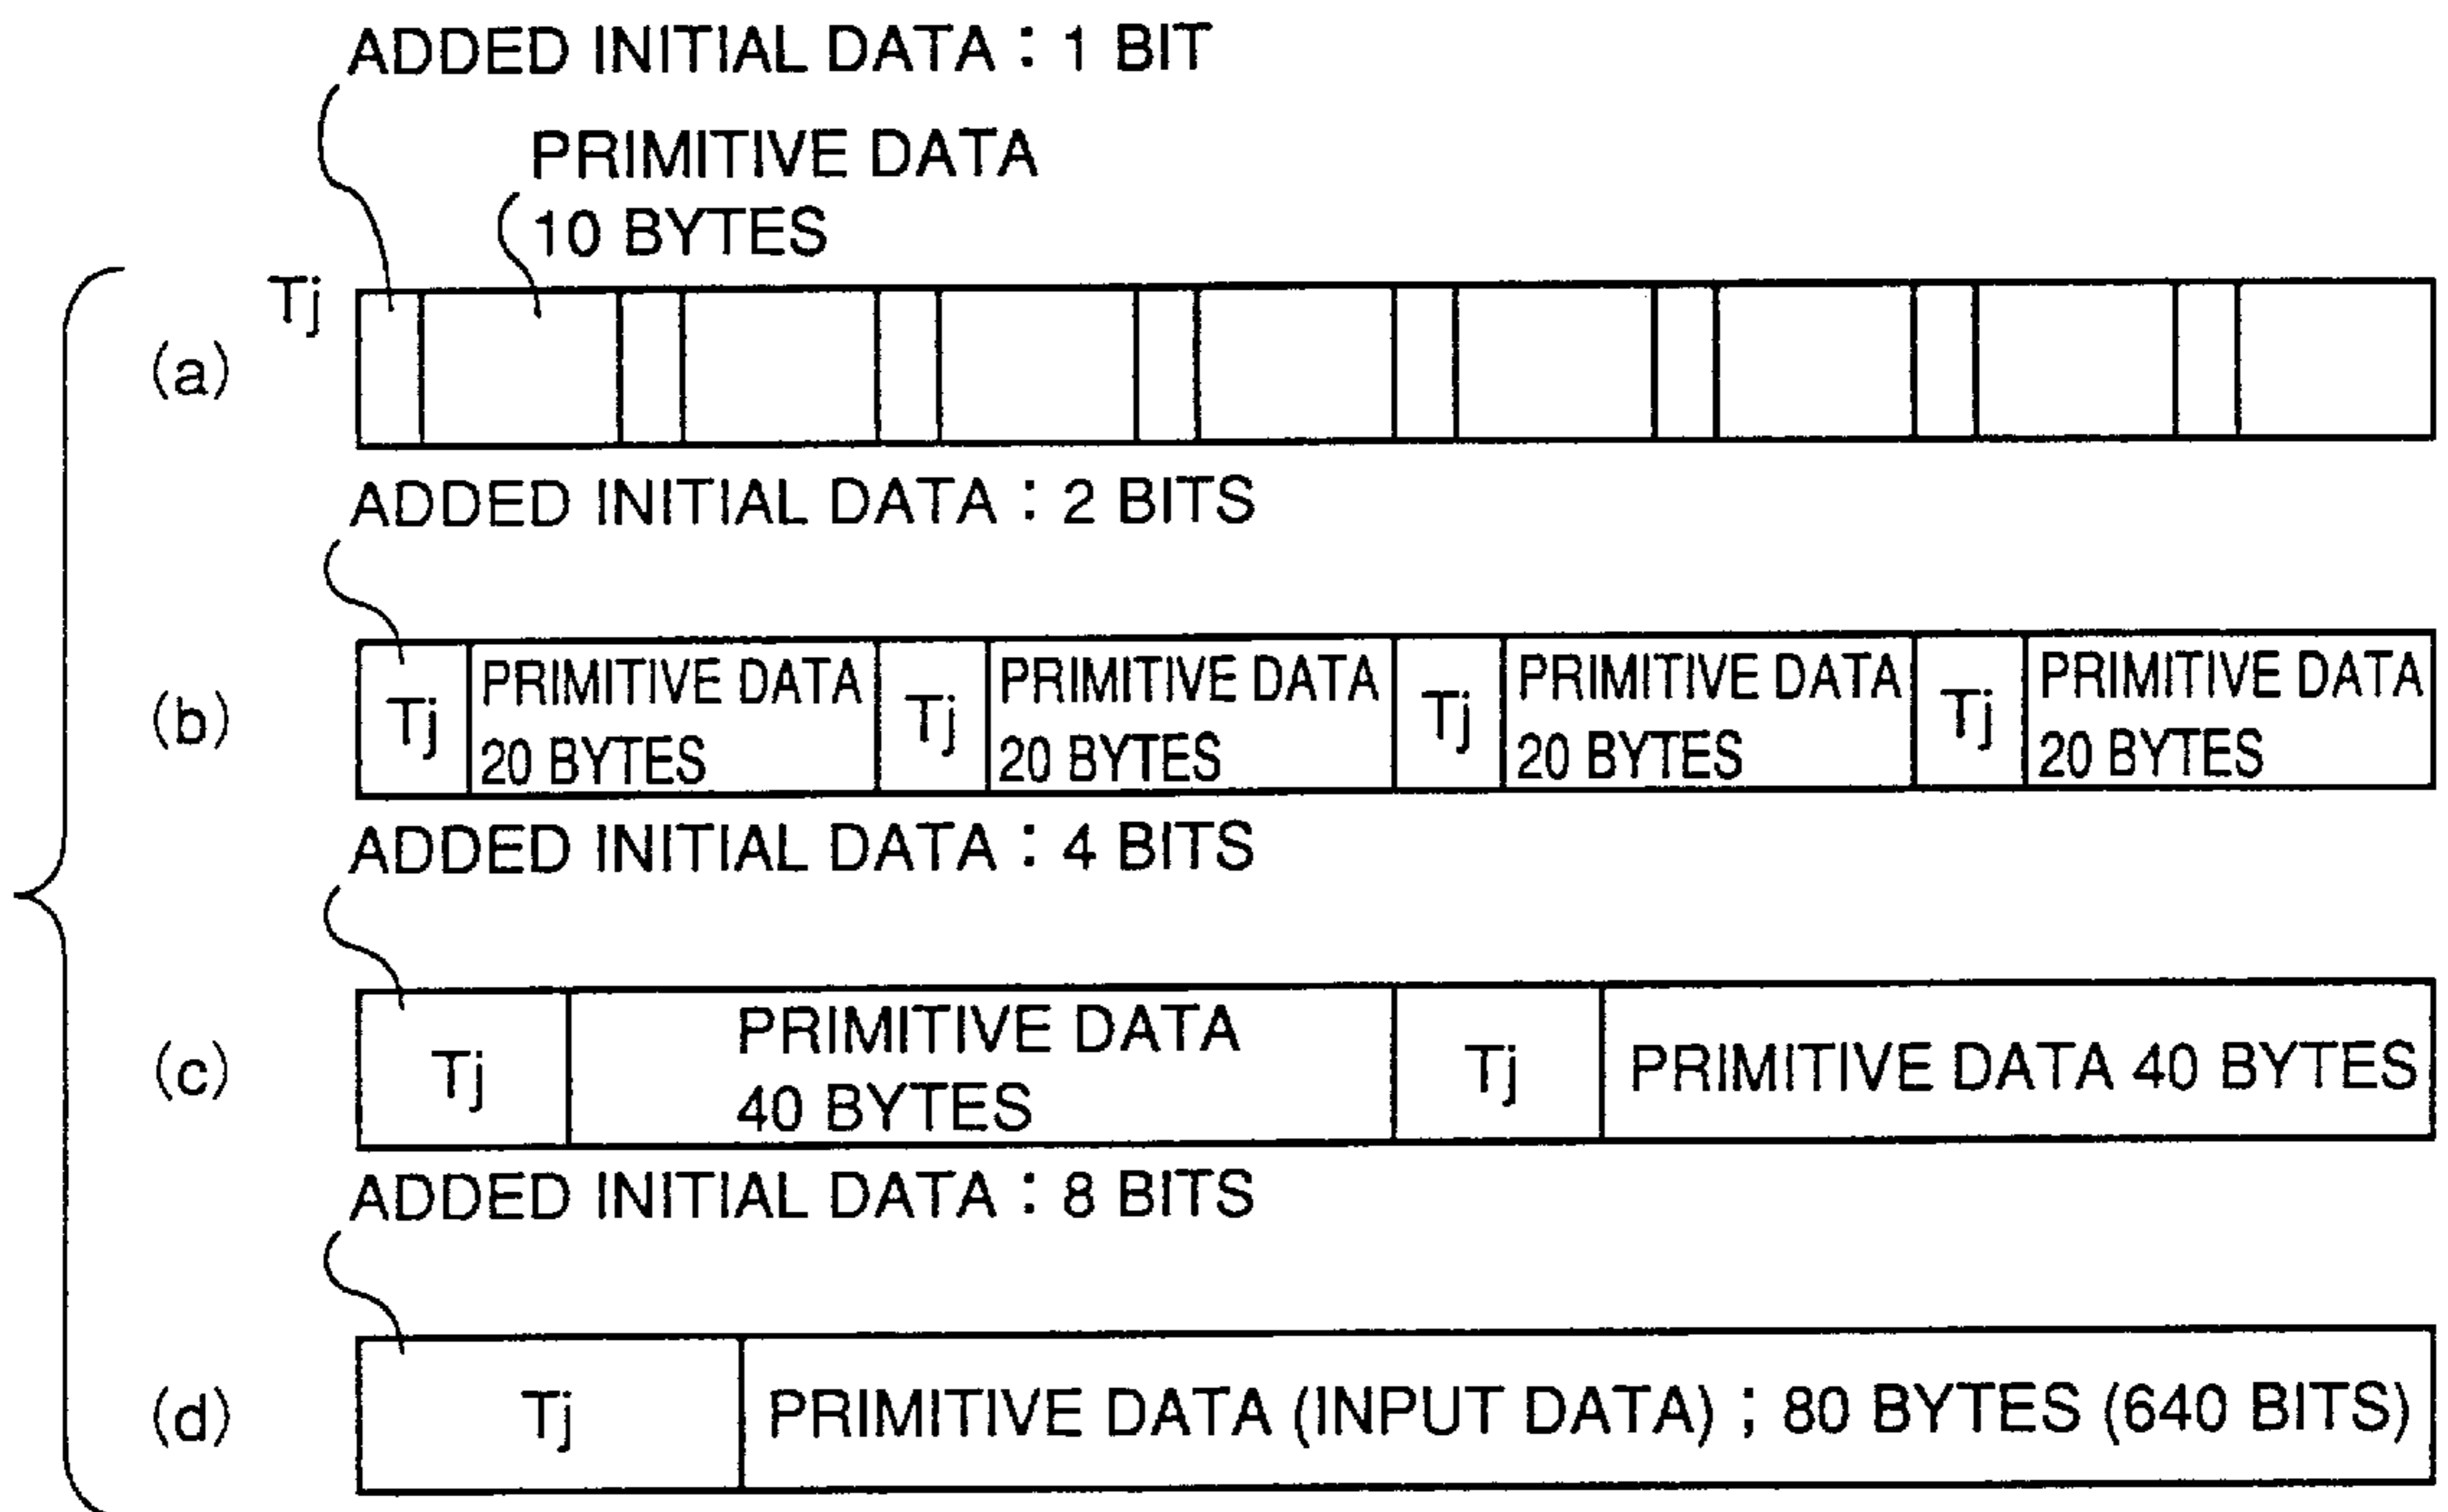 ADDED INITIAL DATA : 1 BIT
PRIMITIVE DATA
10 BYTES
Tj
(a)
ADDED INITIAL DATA : 2 BITS
(b)
Tj
PRIMITIVE DATA
20 BYTES
Tj
PRIMITIVE DATA
20 BYTES
Tj
PRIMITIVE DATA
20 BYTES
Tj
PRIMITIVE DATA
20 BYTES
ADDED INITIAL DATA : 4 BITS
(c)
Tj
PRIMITIVE DATA
40 BYTES
Tj
PRIMITIVE DATA 40 BYTES
ADDED INITIAL DATA : 8 BITS
(d)
Tj
PRIMITIVE DATA (INPUT DATA) ; 80 BYTES (640 BITS)